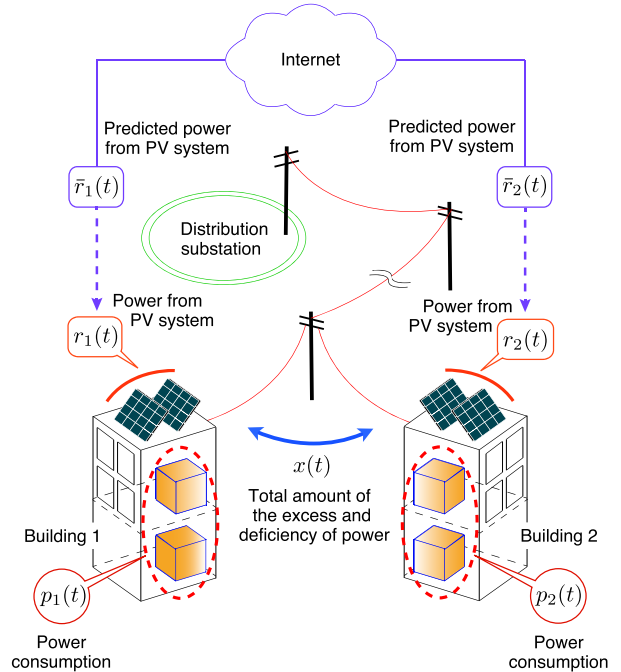 Internet
Predicted power
from PV system
Predicted power
from PV system
r̄₁(t)
r̄₂(t)
Distribution
substation
Power from
PV system
Power from
PV system
r₁(t)
r₂(t)
x(t)
Total amount of
the excess and
deficiency of power
Building 1
Building 2
p₁(t)
p₂(t)
Power
consumption
Power
consumption